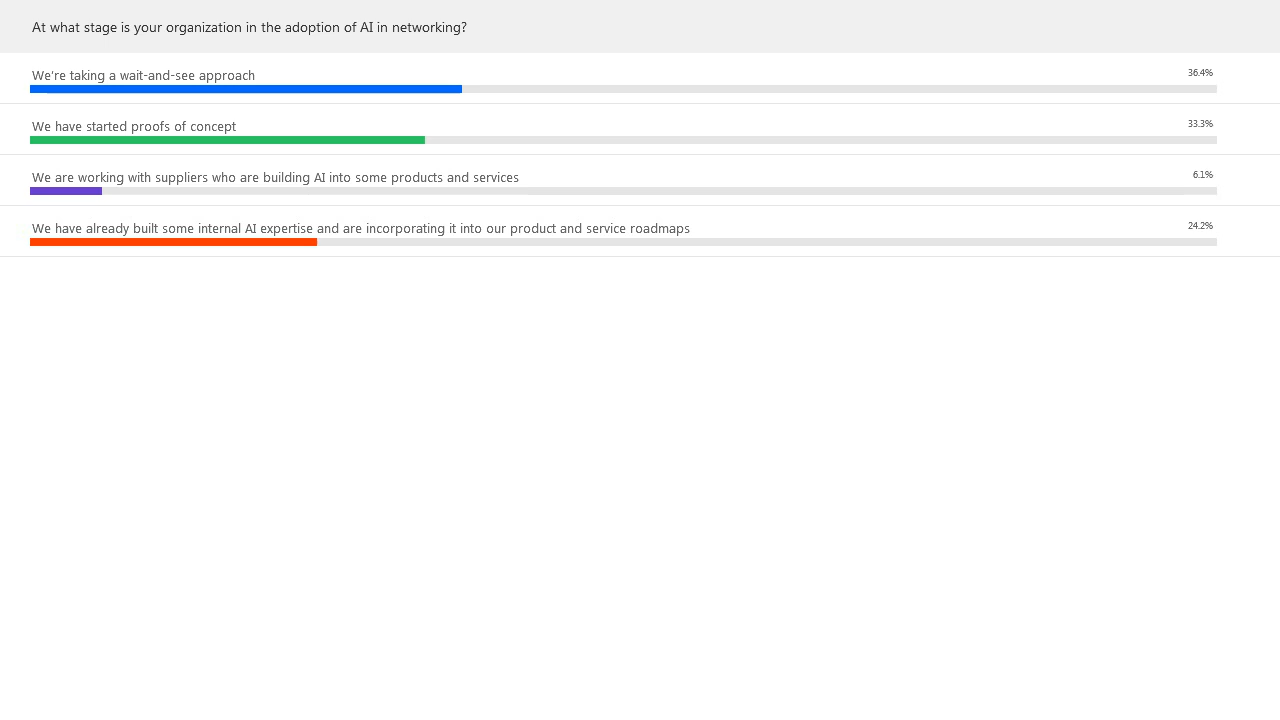 At what stage is your organization in the adoption of AI in networking?
We're taking a wait-and-see approach
36.4%
We have started proofs of concept
33.3%
We are working with suppliers who are building AI into some products and services
6.1%
We have already built some internal AI expertise and are incorporating it into our product and service roadmaps
24.2%